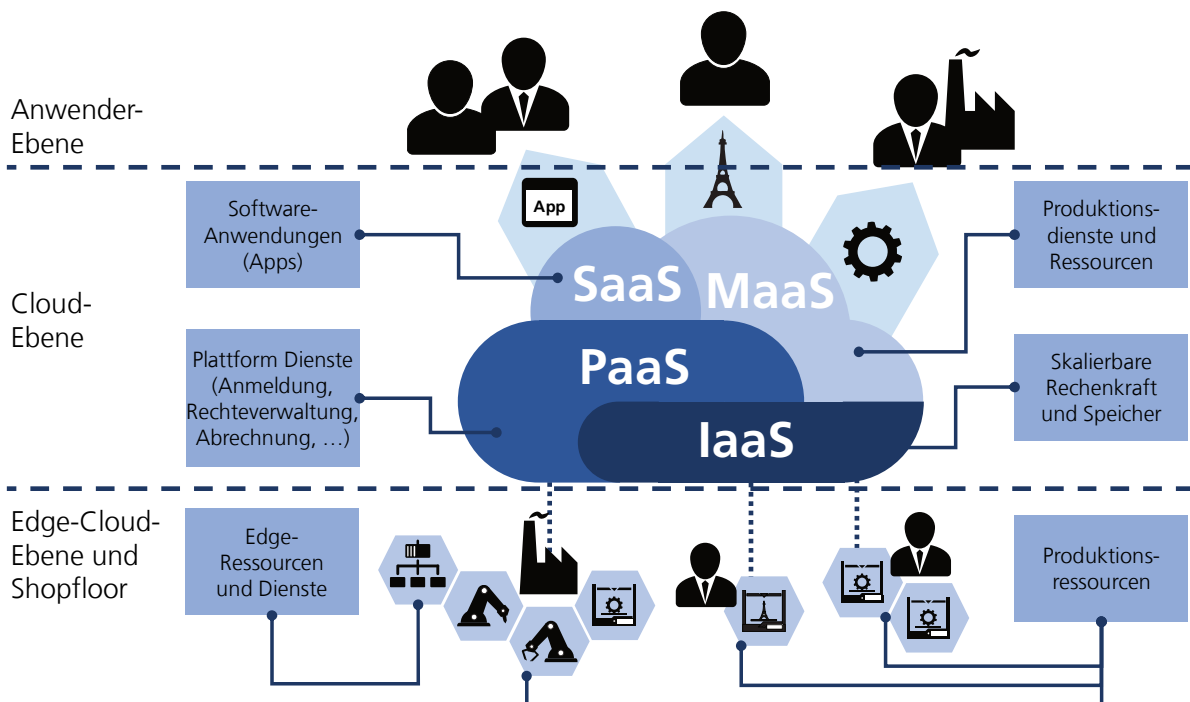 Anwender-
Ebene
Software-
Anwendungen
(Apps)
App
Produktions-
dienste und
Ressourcen
Cloud-
Ebene
SaaS
MaaS
Plattform Dienste
(Anmeldung,
Rechteverwaltung,
Abrechnung, …)
PaaS
IaaS
Skalierbare
Rechenkraft
und Speicher
Edge-Cloud-
Ebene und
Shopfloor
Edge-
Ressourcen
und Dienste
Produktions-
ressourcen